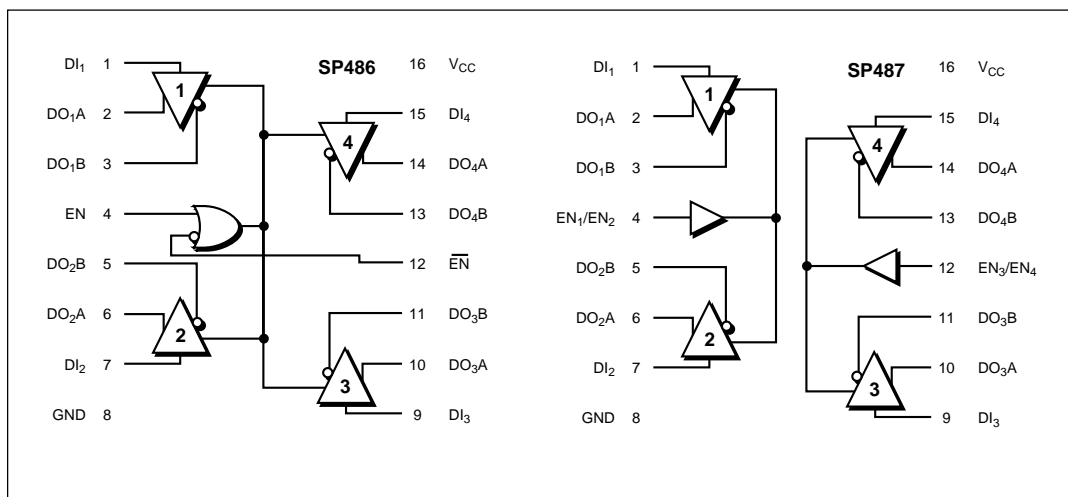 SP486
DI1 1
DO1A 2
DO1B 3
EN 4
DO2B 5
DO2A 6
DI2 7
GND 8
16 VCC
15 DI4
14 DO4A
13 DO4B
12 E̅N̅
11 DO3B
10 DO3A
9 DI3
1
2
3
4
SP487
DI1 1
DO1A 2
DO1B 3
EN1/EN2 4
DO2B 5
DO2A 6
DI2 7
GND 8
16 VCC
15 DI4
14 DO4A
13 DO4B
12 EN3/EN4
11 DO3B
10 DO3A
9 DI3
1
2
3
4